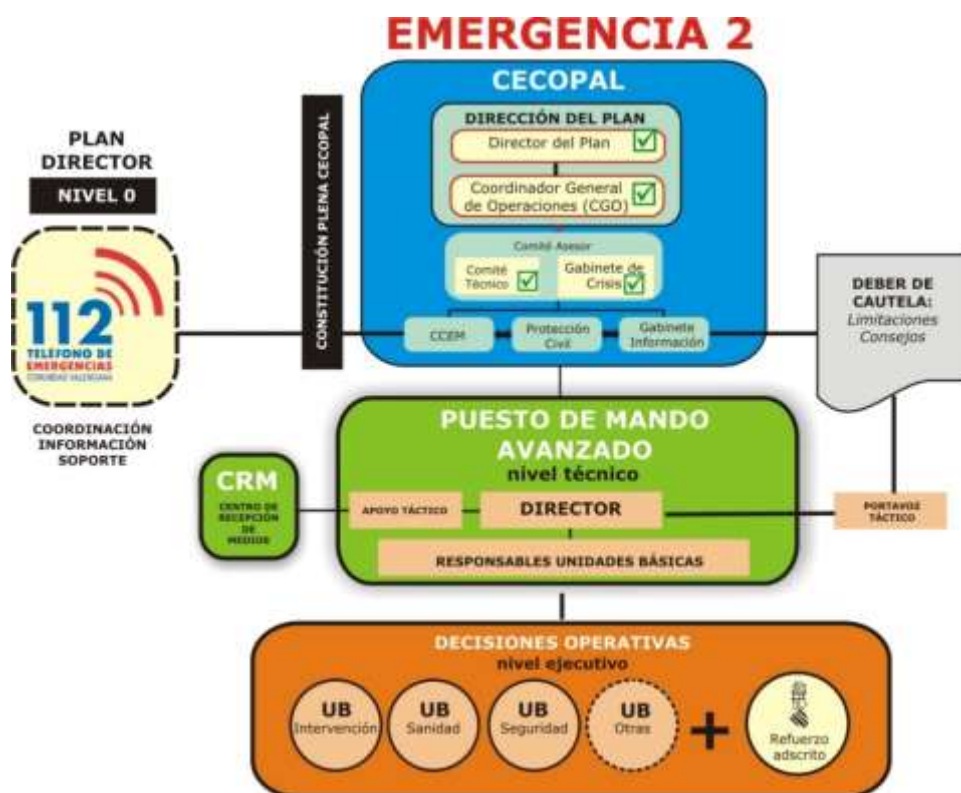 EMERGENCIA 2
CECOPAL
DIRECCIÓN DEL PLAN
Director del Plan
Coordinador General
de Operaciones (CGO)
Comité Asesor
Comité
Técnico
Gabinete de
Crisis
CCEM
Protección
Civil
Gabinete
Información
CONSTITUCIÓN PLENA CECOPAL
PLAN
DIRECTOR
NIVEL 0
112
TELÉFONO DE
EMERGENCIAS
COMUNIDAD VALENCIANA
COORDINACIÓN
INFORMACIÓN
SOPORTE
DEBER DE
CAUTELA:
Limitaciones
Consejos
PUESTO DE MANDO
AVANZADO
nivel técnico
CRM
CENTRO DE
RECEPCIÓN
DE
MEDIOS
APOYO TÁCTICO
DIRECTOR
PORTAVOZ
TÁCTICO
RESPONSABLES UNIDADES BÁSICAS
DECISIONES OPERATIVAS
nivel ejecutivo
UB
Intervención
UB
Sanidad
UB
Seguridad
UB
Otras
+
Refuerzo
adscrito